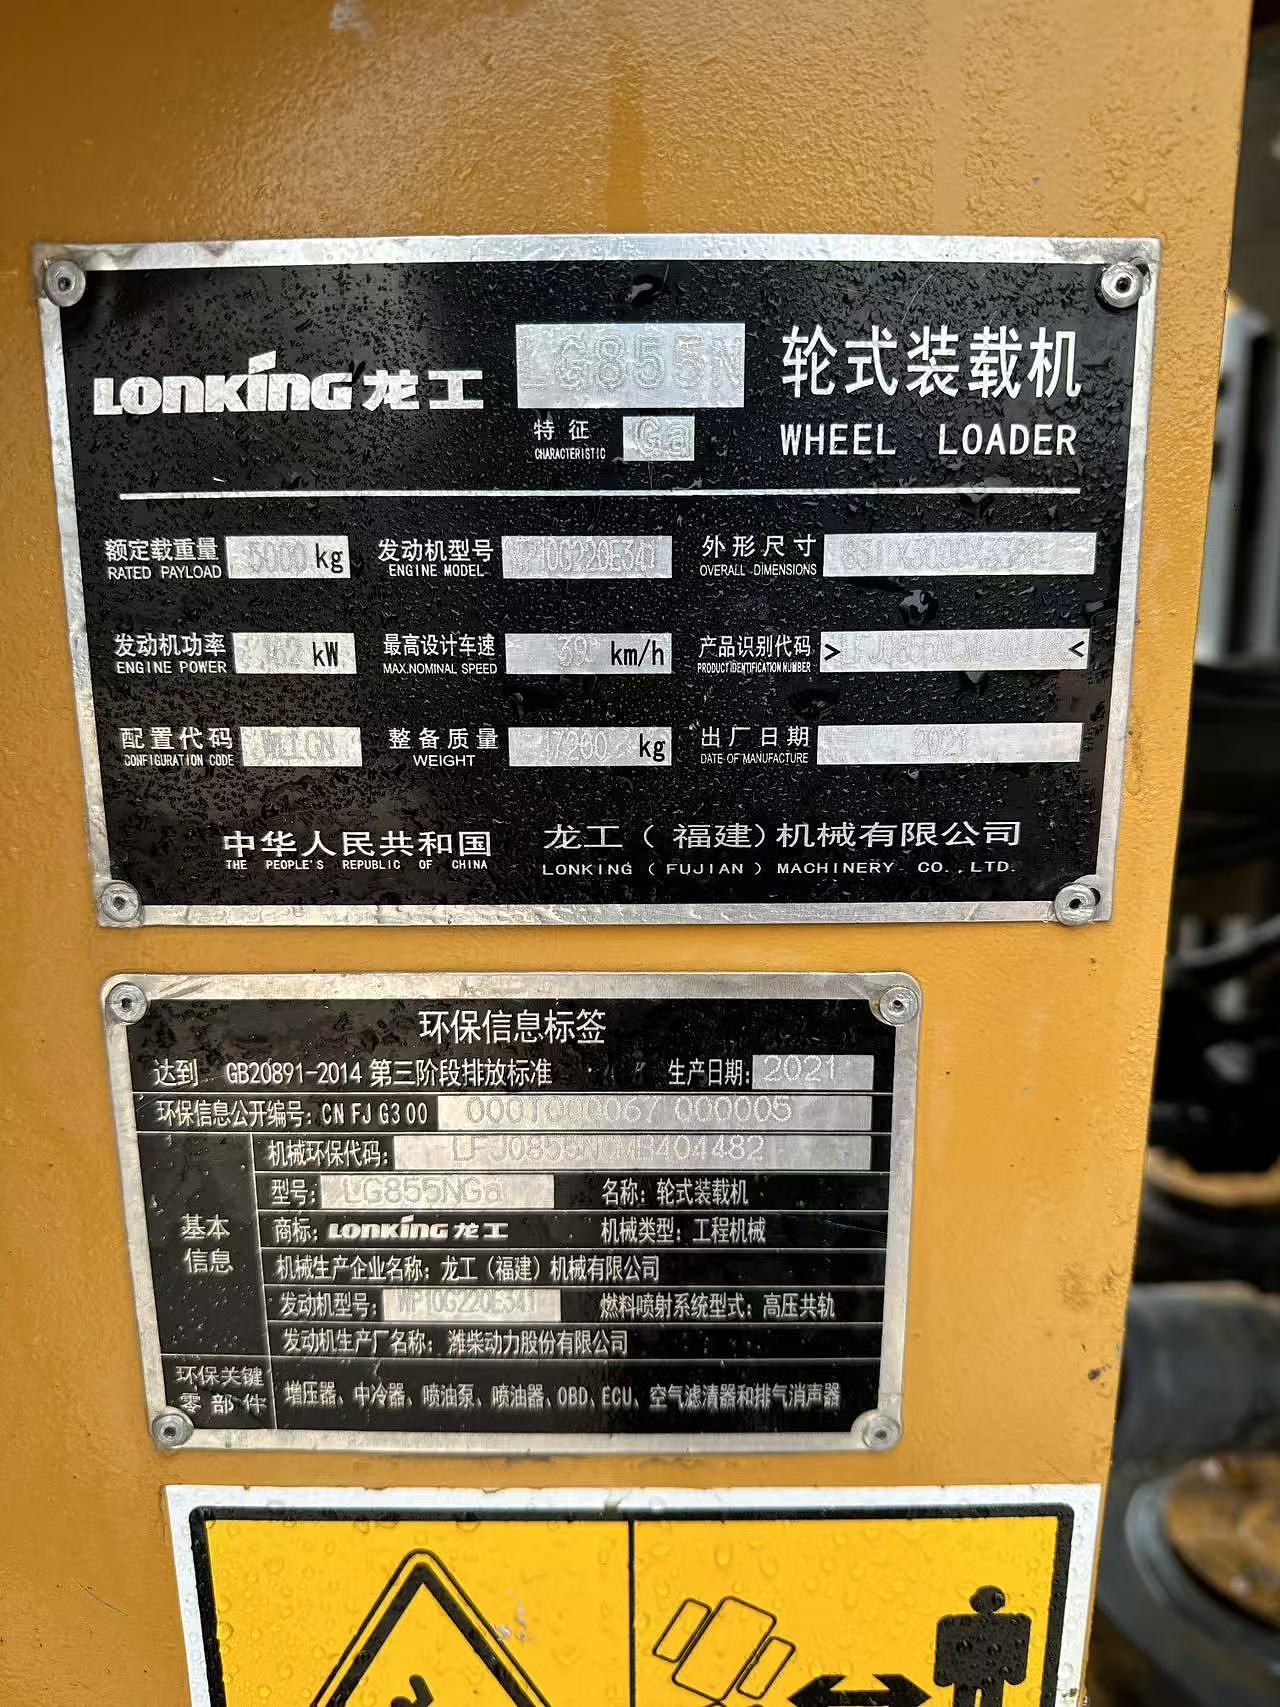 LONKING 龙工 LG855N 轮式装载机
特征 Ga WHEEL LOADER
CHARACTERISTIC
额定载重量 5000 kg 发动机型号 WP10G220E341 外形尺寸
RATED PAYLOAD ENGINE MODEL OVERALL DIMENSIONS
发动机功率 162 kW 最高设计车速 39 km/h 产品识别代码 > <
ENGINE POWER MAX.NOMINAL SPEED PRODUCT IDENTIFICATION NUMBER
配置代码 整备质量 17260 kg 出厂日期 2021
CONFIGURATION CODE WEIGHT DATE OF MANUFACTURE
中华人民共和国 龙工(福建)机械有限公司
THE PEOPLE'S REPUBLIC OF CHINA LONKING (FUJIAN) MACHINERY CO.,LTD.
环保信息标签
达到 GB20891-2014 第三阶段排放标准 生产日期: 2021
环保信息公开编号: CN FJ G3 00 0001000067 000005
机械环保代码: LFJ0855NCMB404482
型号: LG855NGa 名称: 轮式装载机
基本信息
商标: LONKING 龙工 机械类型: 工程机械
机械生产企业名称: 龙工(福建)机械有限公司
发动机型号: WP10G220E341 燃料喷射系统型式: 高压共轨
发动机生产厂名称: 潍柴动力股份有限公司
环保关键零部件 增压器、中冷器、喷油泵、喷油器、OBD、ECU、空气滤清器和排气消声器